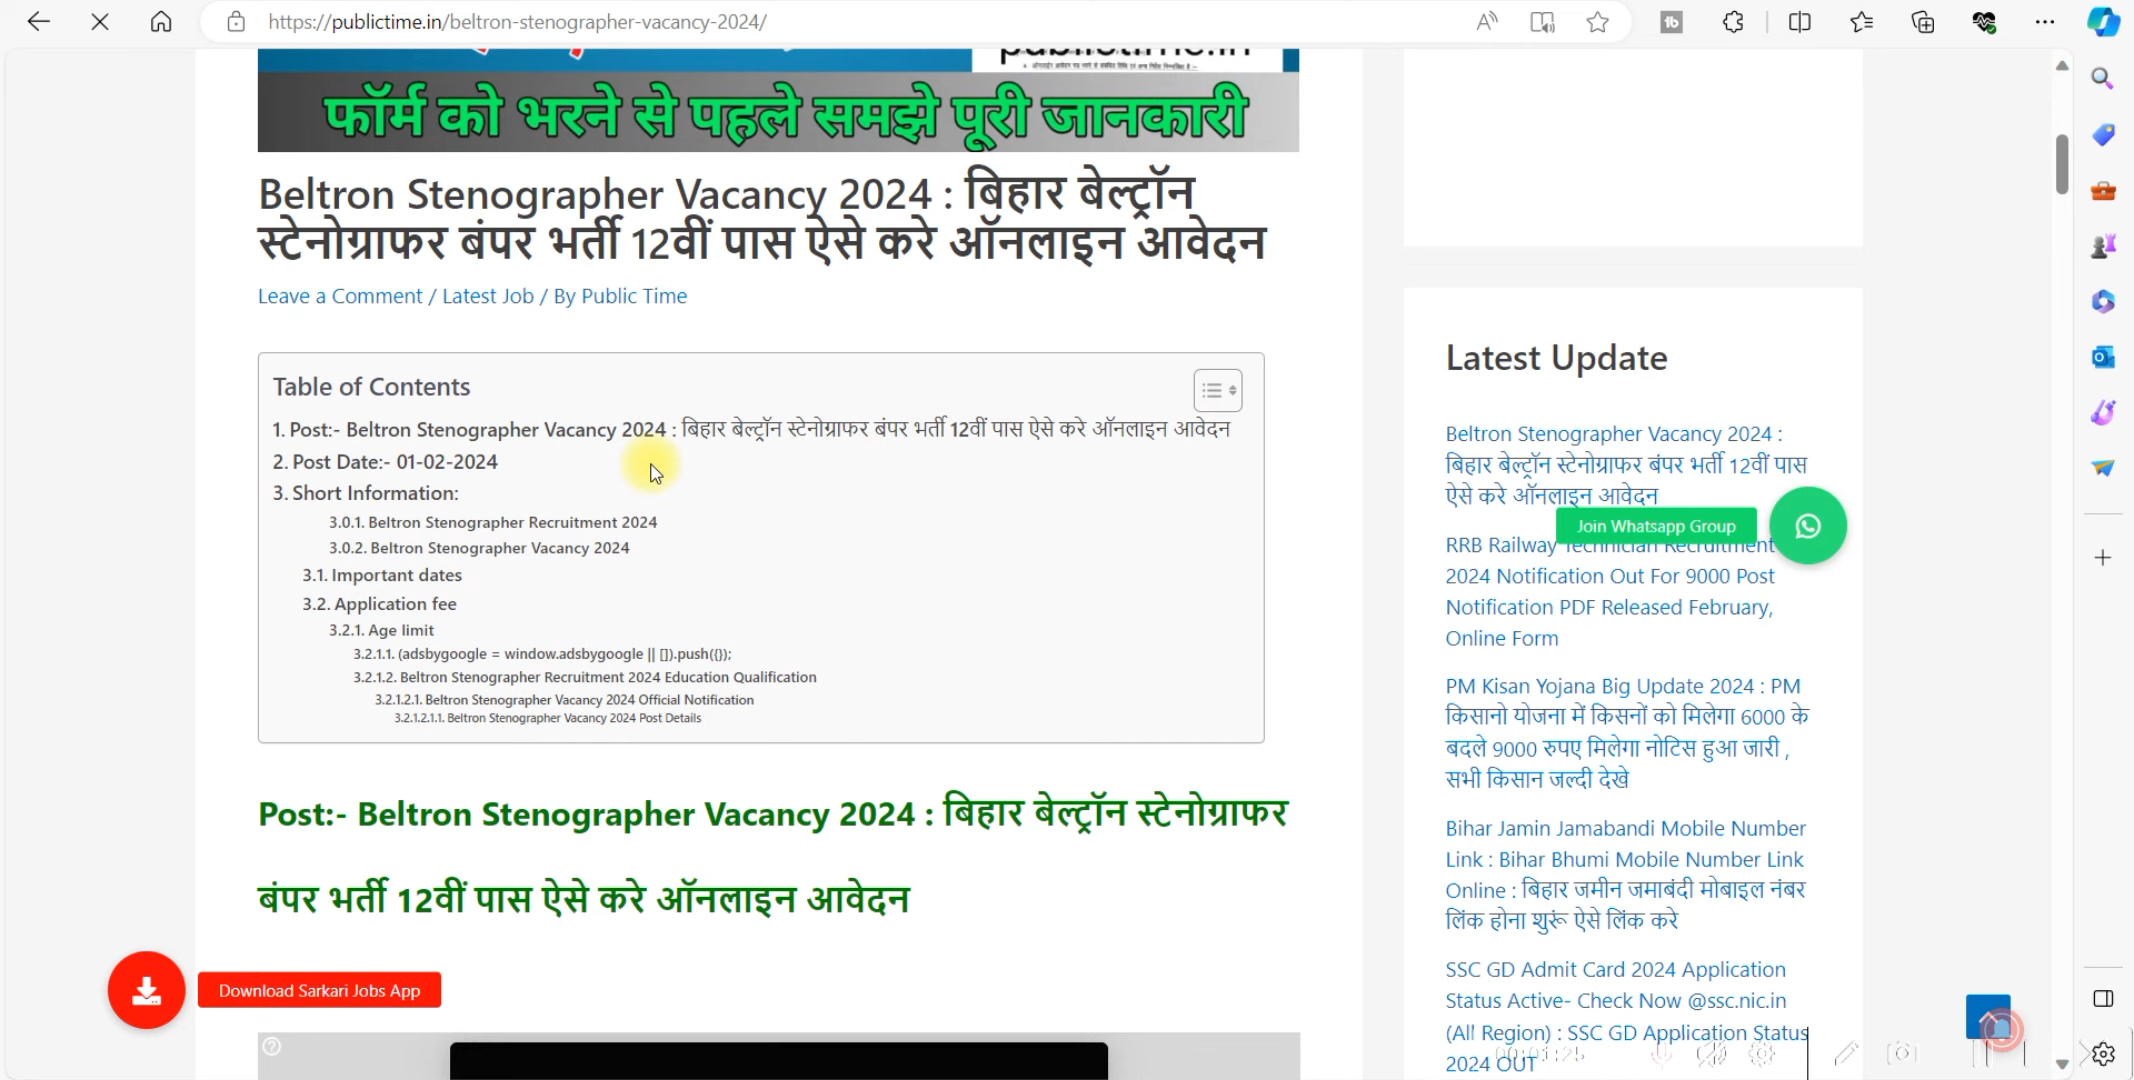 https://publictime.in/beltron-stenographer-vacancy-2024/
फॉर्म को भरने से पहले समझे पूरी जानकारी
Beltron Stenographer Vacancy 2024 : बिहार बेल्ट्रॉन
स्टेनोग्राफर बंपर भर्ती 12वीं पास ऐसे करे ऑनलाइन आवेदन
Leave a Comment / Latest Job / By Public Time
Table of Contents
1. Post:- Beltron Stenographer Vacancy 2024 : बिहार बेल्ट्रॉन स्टेनोग्राफर बंपर भर्ती 12वीं पास ऐसे करे ऑनलाइन आवेदन
2. Post Date:- 01-02-2024
3. Short Information:
3.0.1. Beltron Stenographer Recruitment 2024
3.0.2. Beltron Stenographer Vacancy 2024
3.1. Important dates
3.2. Application fee
3.2.1. Age limit
3.2.1.1. (adsbygoogle = window.adsbygoogle || []).push({});
3.2.1.2. Beltron Stenographer Recruitment 2024 Education Qualification
3.2.1.2.1. Beltron Stenographer Vacancy 2024 Official Notification
3.2.1.2.1.1. Beltron Stenographer Vacancy 2024 Post Details
Post:- Beltron Stenographer Vacancy 2024 : बिहार बेल्ट्रॉन स्टेनोग्राफर
बंपर भर्ती 12वीं पास ऐसे करे ऑनलाइन आवेदन
Download Sarkari Jobs App
Latest Update
Beltron Stenographer Vacancy 2024 :
बिहार बेल्ट्रॉन स्टेनोग्राफर बंपर भर्ती 12वीं पास
ऐसे करे ऑनलाइन आवेदन
Join Whatsapp Group
RRB Railway Technician Recruitment
2024 Notification Out For 9000 Post
Notification PDF Released February,
Online Form
PM Kisan Yojana Big Update 2024 : PM
किसानो योजना में किसनों को मिलेगा 6000 के
बदले 9000 रुपए मिलेगा नोटिस हुआ जारी ,
सभी किसान जल्दी देखे
Bihar Jamin Jamabandi Mobile Number
Link : Bihar Bhumi Mobile Number Link
Online : बिहार जमीन जमाबंदी मोबाइल नंबर
लिंक होना शुरू ऐसे लिंक करे
SSC GD Admit Card 2024 Application
Status Active- Check Now @ssc.nic.in
(All Region) : SSC GD Application Status
2024 OUT